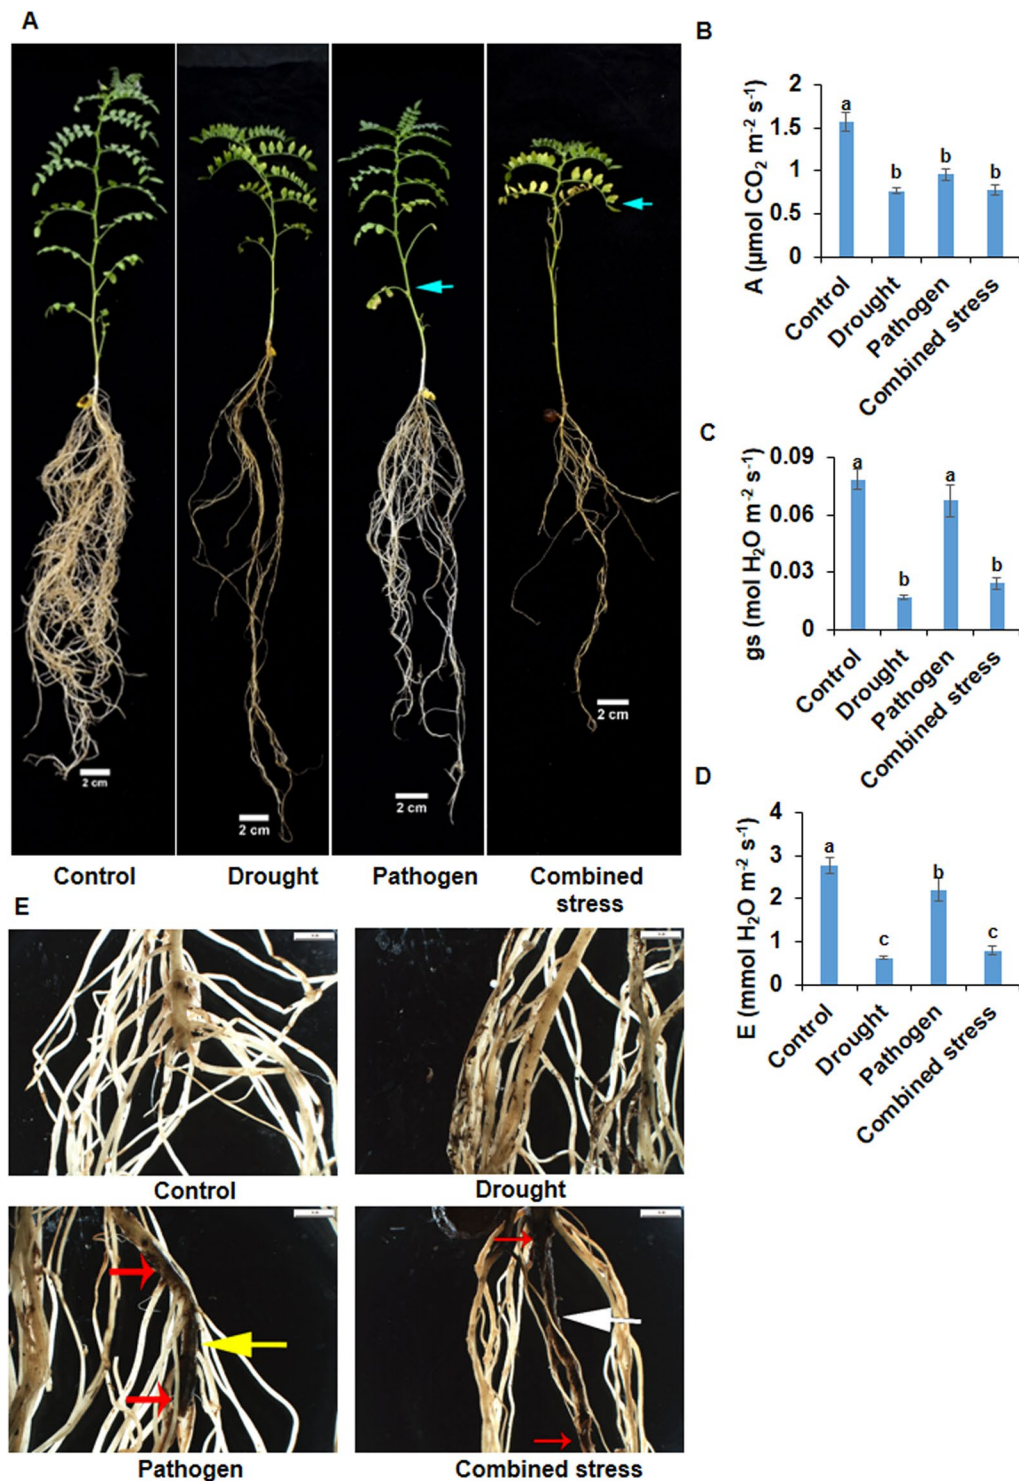 A
2 cm
2 cm
2 cm
2 cm
Control
Drought
Pathogen
Combined
stress
B
A (µmol CO₂ m⁻² s⁻¹)
2
1.5
1
0.5
0
a
b
b
b
Control
Drought
Pathogen
Combined stress
C
gs (mol H₂O m⁻² s⁻¹)
0.09
0.06
0.03
0
a
b
a
b
Control
Drought
Pathogen
Combined stress
D
E (mmol H₂O m⁻² s⁻¹)
4
3
2
1
0
a
c
b
c
Control
Drought
Pathogen
Combined stress
E
Control
Drought
Pathogen
Combined stress